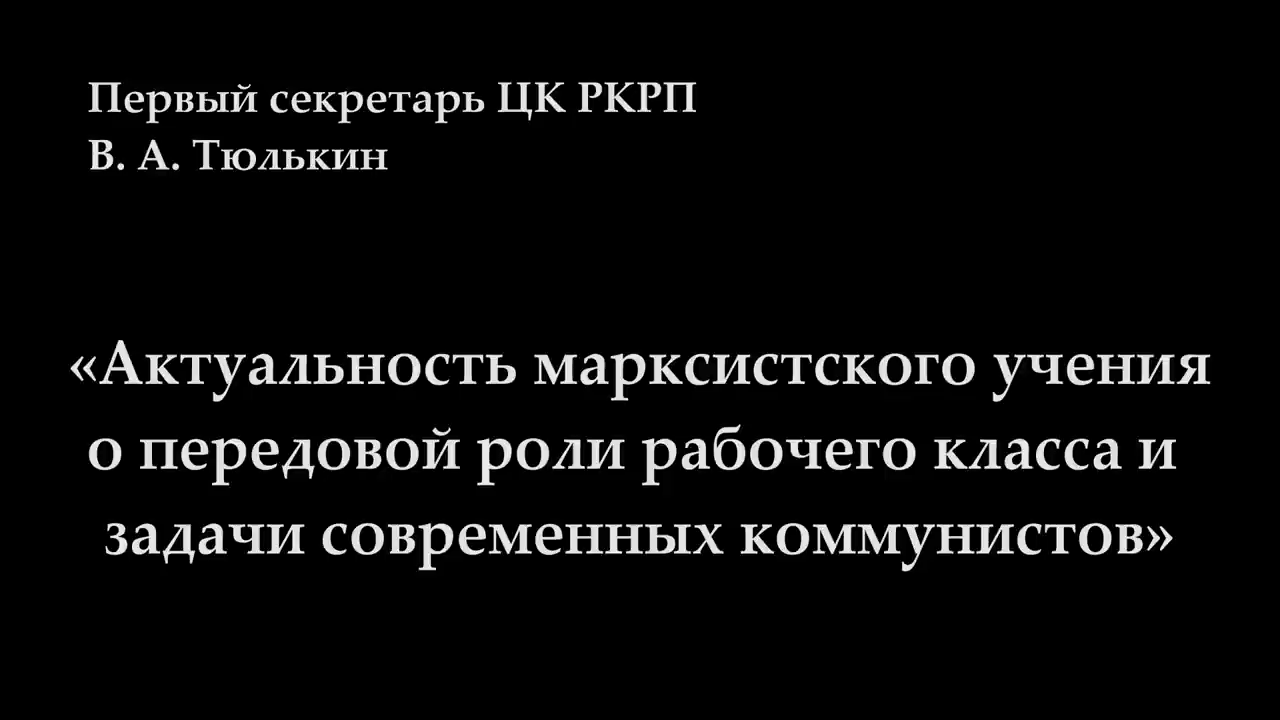 Первый секретарь ЦК РКРП
В. А. Тюлькин
«Актуальность марксистского учения
о передовой роли рабочего класса и
задачи современных коммунистов»